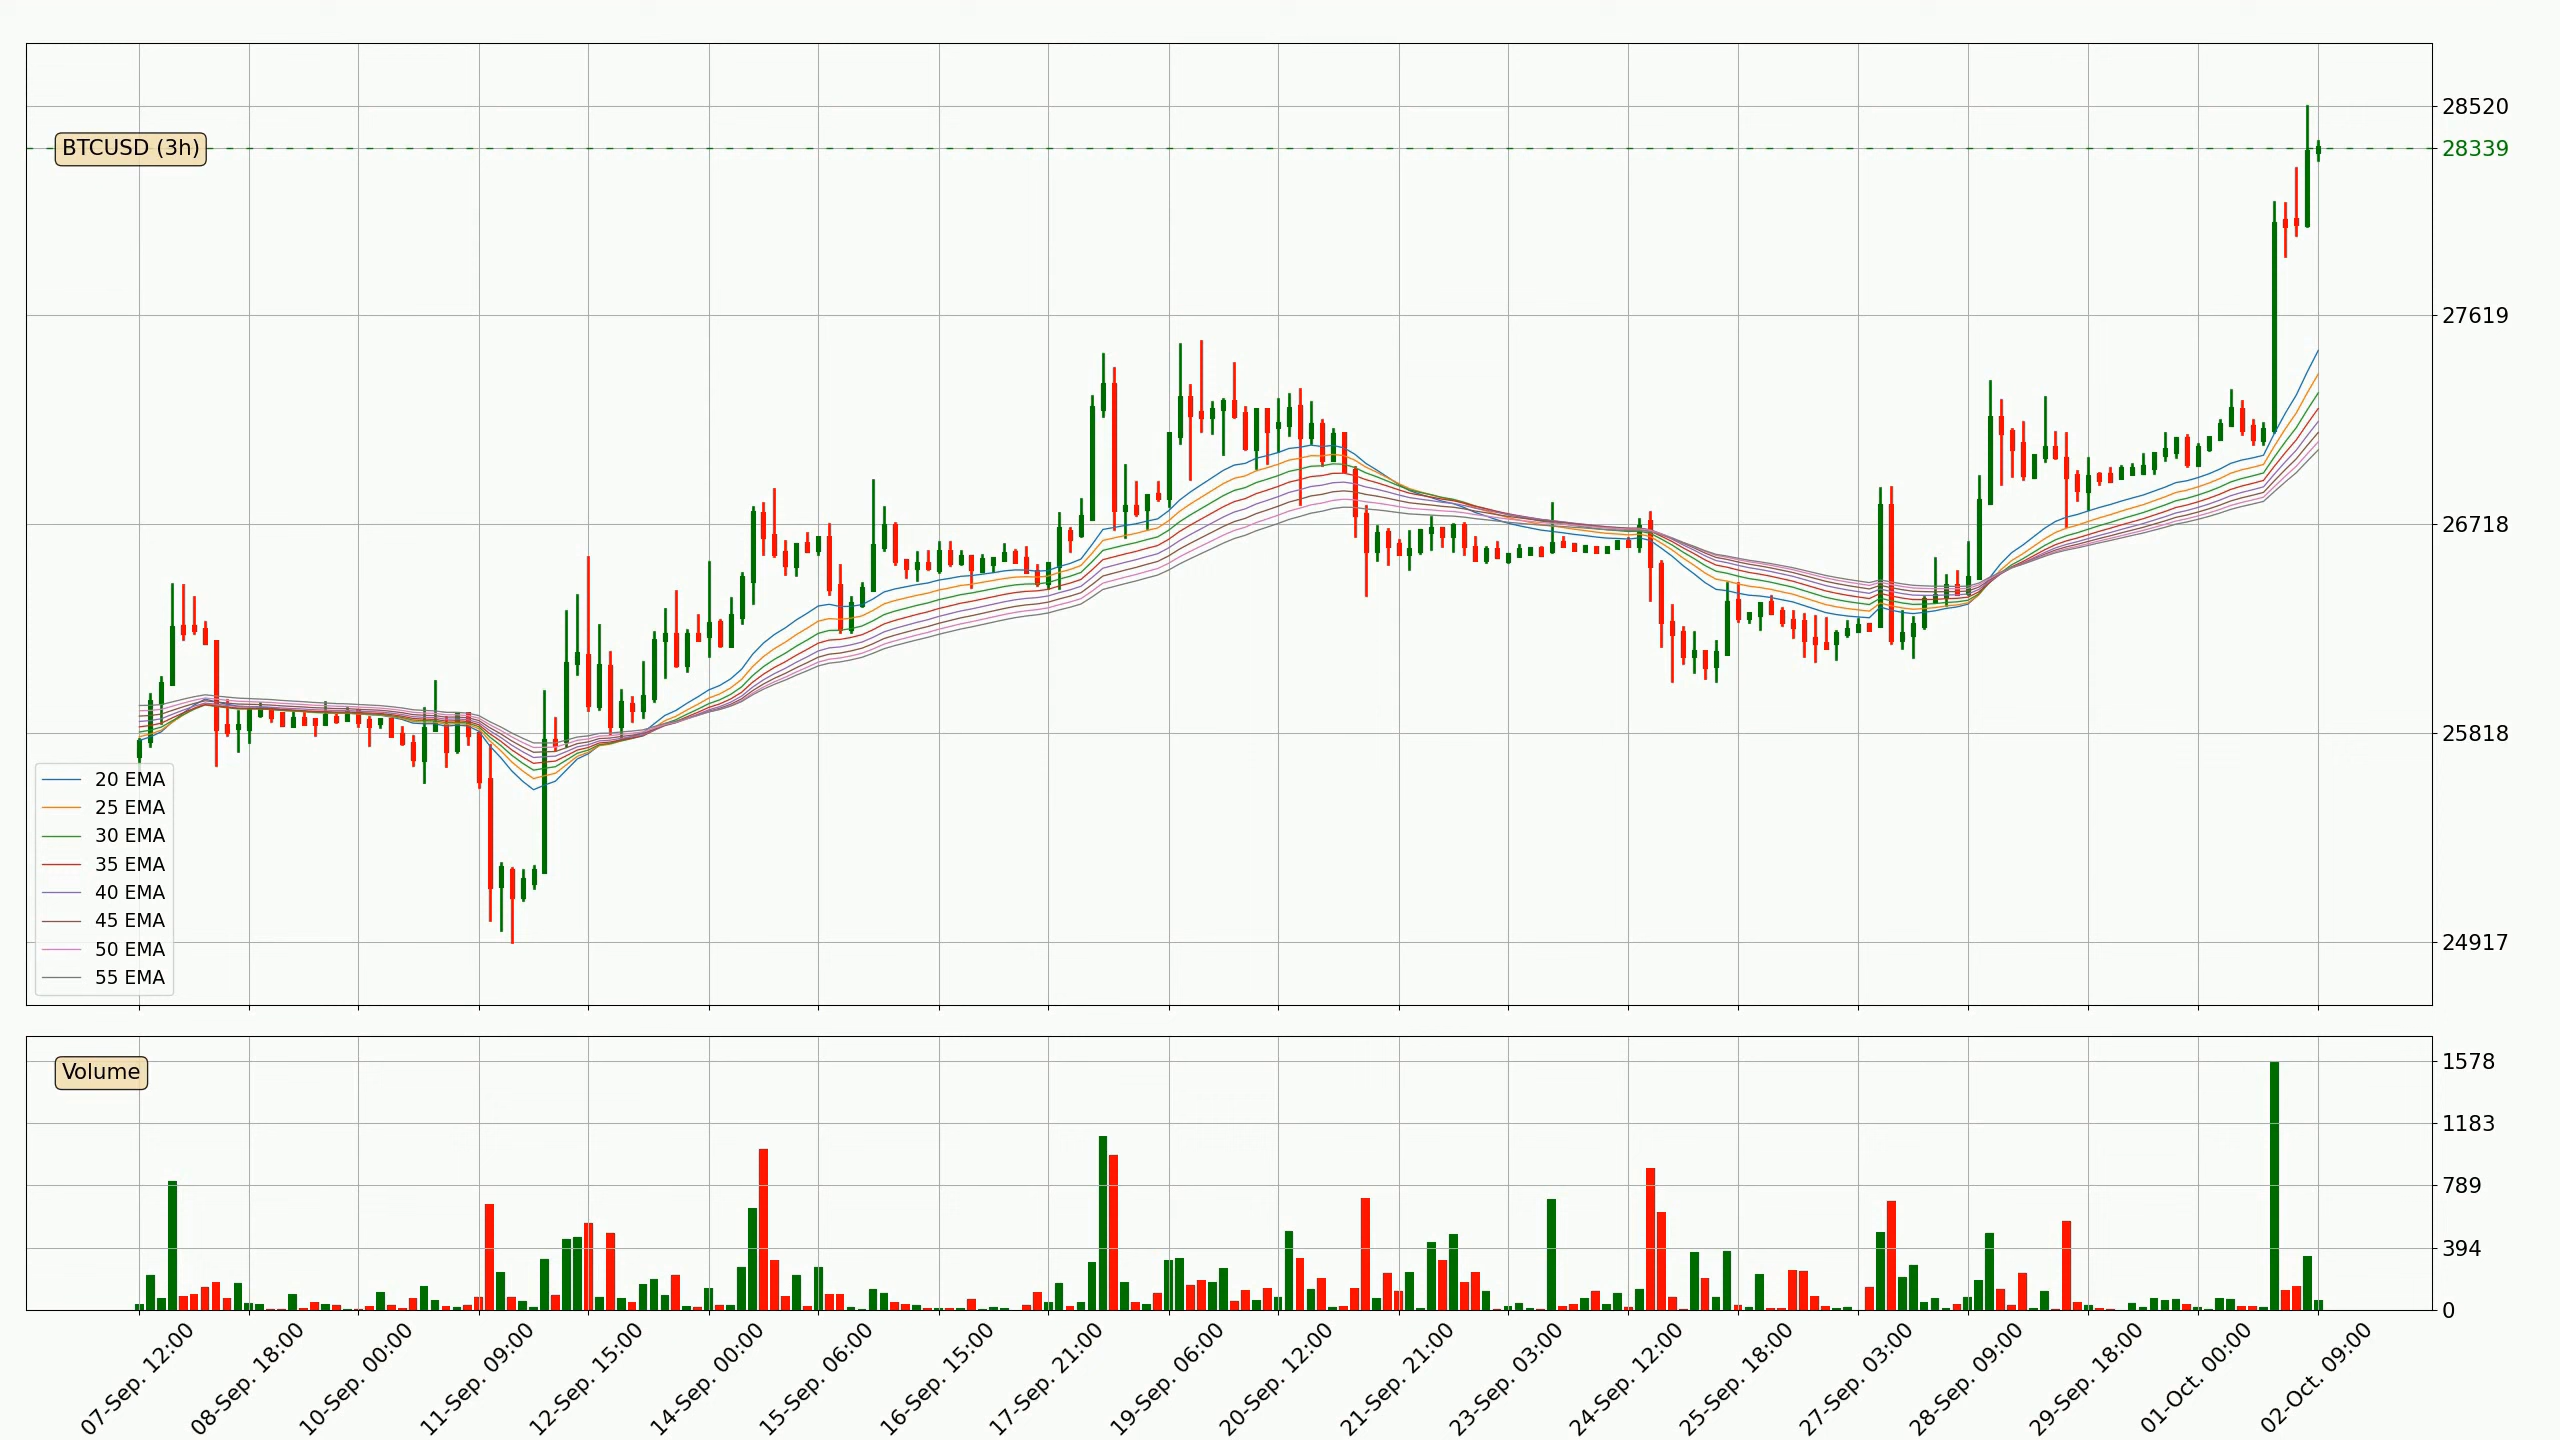 BTCUSD (3h)
28520
28339
27619
26718
25818
24917
20 EMA
25 EMA
30 EMA
35 EMA
40 EMA
45 EMA
50 EMA
55 EMA
Volume
1578
1183
789
394
0
07-Sep. 12:00
08-Sep. 18:00
10-Sep. 00:00
11-Sep. 09:00
12-Sep. 15:00
14-Sep. 00:00
15-Sep. 06:00
16-Sep. 15:00
17-Sep. 21:00
19-Sep. 06:00
20-Sep. 12:00
21-Sep. 21:00
23-Sep. 03:00
24-Sep. 12:00
25-Sep. 18:00
27-Sep. 03:00
28-Sep. 09:00
29-Sep. 18:00
01-Oct. 00:00
02-Oct. 09:00